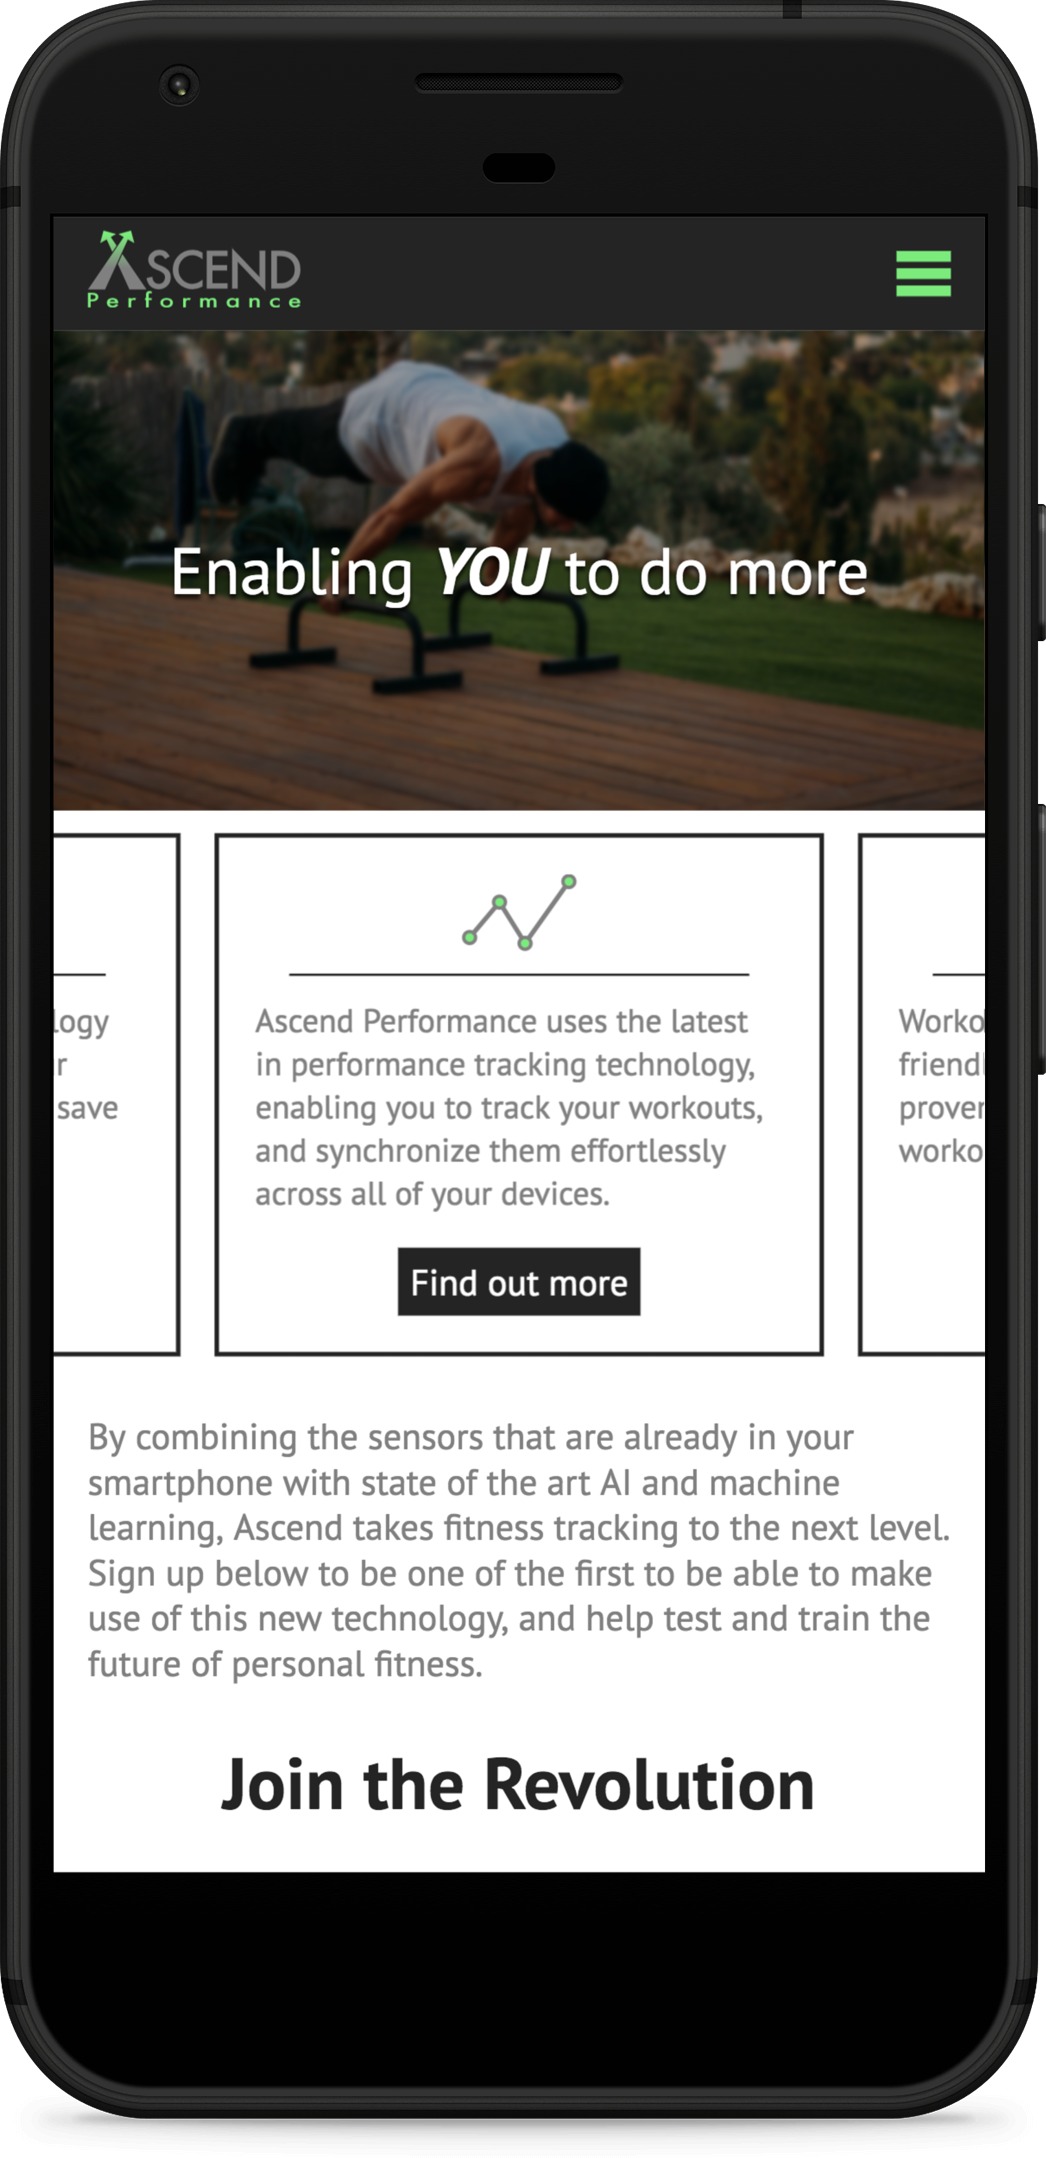 ASCEND
Performance
Enabling YOU to do more
logy
r
save
Ascend Performance uses the latest
in performance tracking technology,
enabling you to track your workouts,
and synchronize them effortlessly
across all of your devices.
Find out more
Worko
friend
prover
worko
By combining the sensors that are already in your
smartphone with state of the art AI and machine
learning, Ascend takes fitness tracking to the next level.
Sign up below to be one of the first to be able to make
use of this new technology, and help test and train the
future of personal fitness.
Join the Revolution